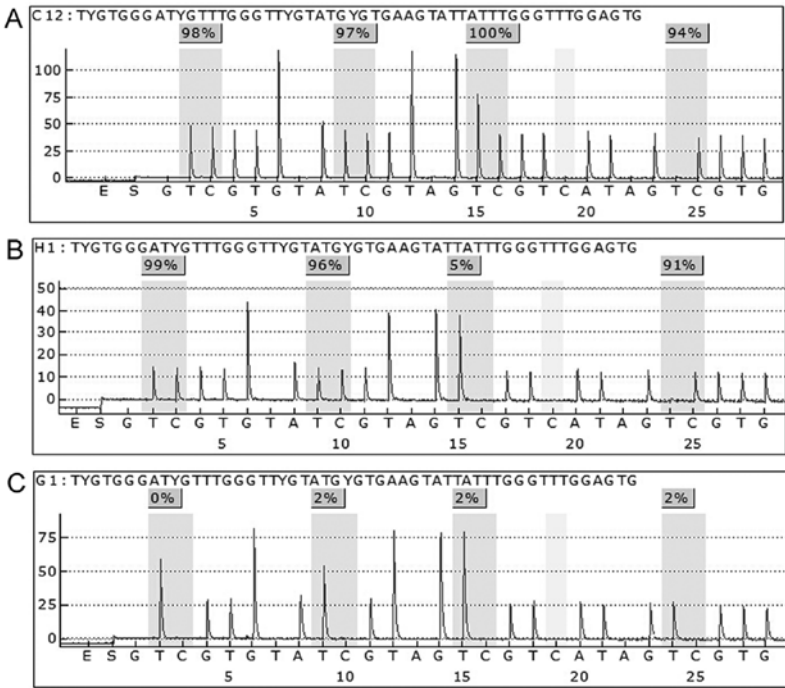 A
C12: TYGTGGGATYGTTTGGGTTYGTATGYGTGAAGTATTATTTGGGTTTGGAGTG
98% 97% 100% 94%
100
75
50
25
0
E S G T C G T G T A T C G T A G T C G T C A T A G T C G T G
5 10 15 20 25
B
H1: TYGTGGGATYGTTTGGGTTYGTATGYGTGAAGTATTATTTGGGTTTGGAGTG
99% 96% 5% 91%
50
40
30
20
10
0
E S G T C G T G T A T C G T A G T C G T C A T A G T C G T G
5 10 15 20 25
C
G1: TYGTGGGATYGTTTGGGTTYGTATGYGTGAAGTATTATTTGGGTTTGGAGTG
0% 2% 2% 2%
75
50
25
0
E S G T C G T G T A T C G T A G T C G T C A T A G T C G T G
5 10 15 20 25